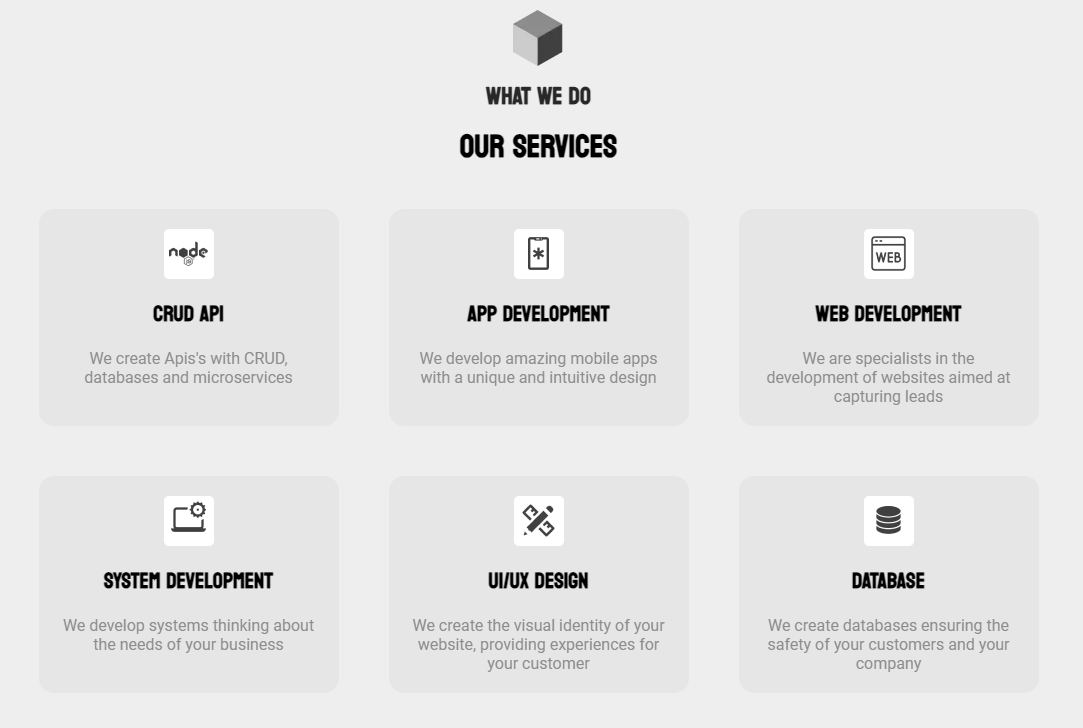 WHAT WE DO
OUR SERVICES
node
JS
CRUD API
We create Apis's with CRUD,
databases and microservices
APP DEVELOPMENT
We develop amazing mobile apps
with a unique and intuitive design
WEB
WEB DEVELOPMENT
We are specialists in the
development of websites aimed at
capturing leads
SYSTEM DEVELOPMENT
We develop systems thinking about
the needs of your business
UI/UX DESIGN
We create the visual identity of your
website, providing experiences for
your customer
DATABASE
We create databases ensuring the
safety of your customers and your
company